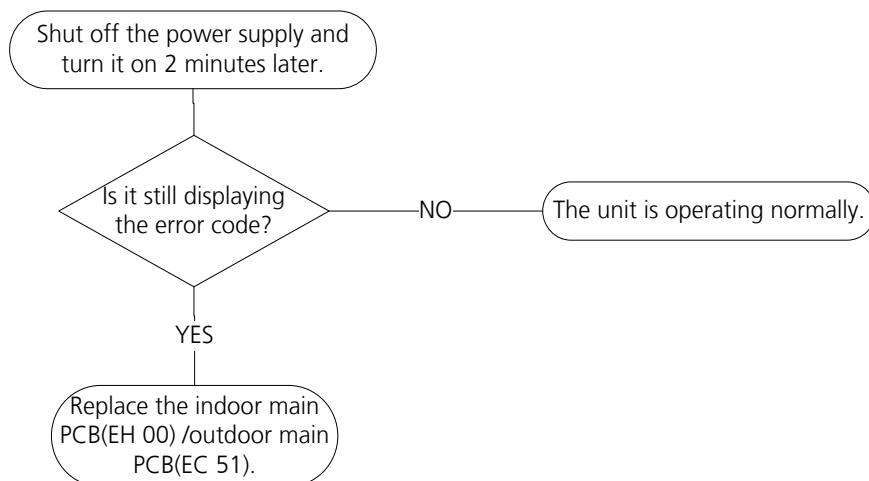 Shut off the power supply and
turn it on 2 minutes later.
Is it still displaying
the error code?
NO
The unit is operating normally.
YES
Replace the indoor main
PCB(EH 00) /outdoor main
PCB(EC 51).